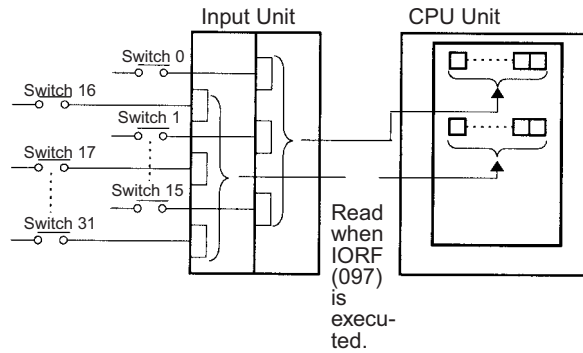 Input Unit
CPU Unit
Switch 0
Switch 16
Switch 1
Switch 17
Switch 15
Switch 31
Read
when
IORF
(097)
is
execu-
ted.